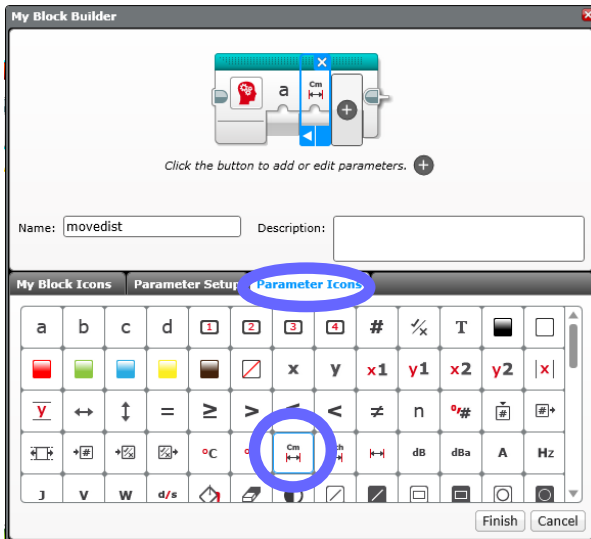 My Block Builder
a Cm
Click the button to add or edit parameters.
Name: movedist Description:
My Block Icons Parameter Setup Parameter Icons
a b c d 1 2 3 4 # T
x y x1 y1 x2 y2 |x|
y = ≥ > < ≠ n 0,# # #
# °C Cm dB dBa A Hz
J V W d/s
Finish Cancel